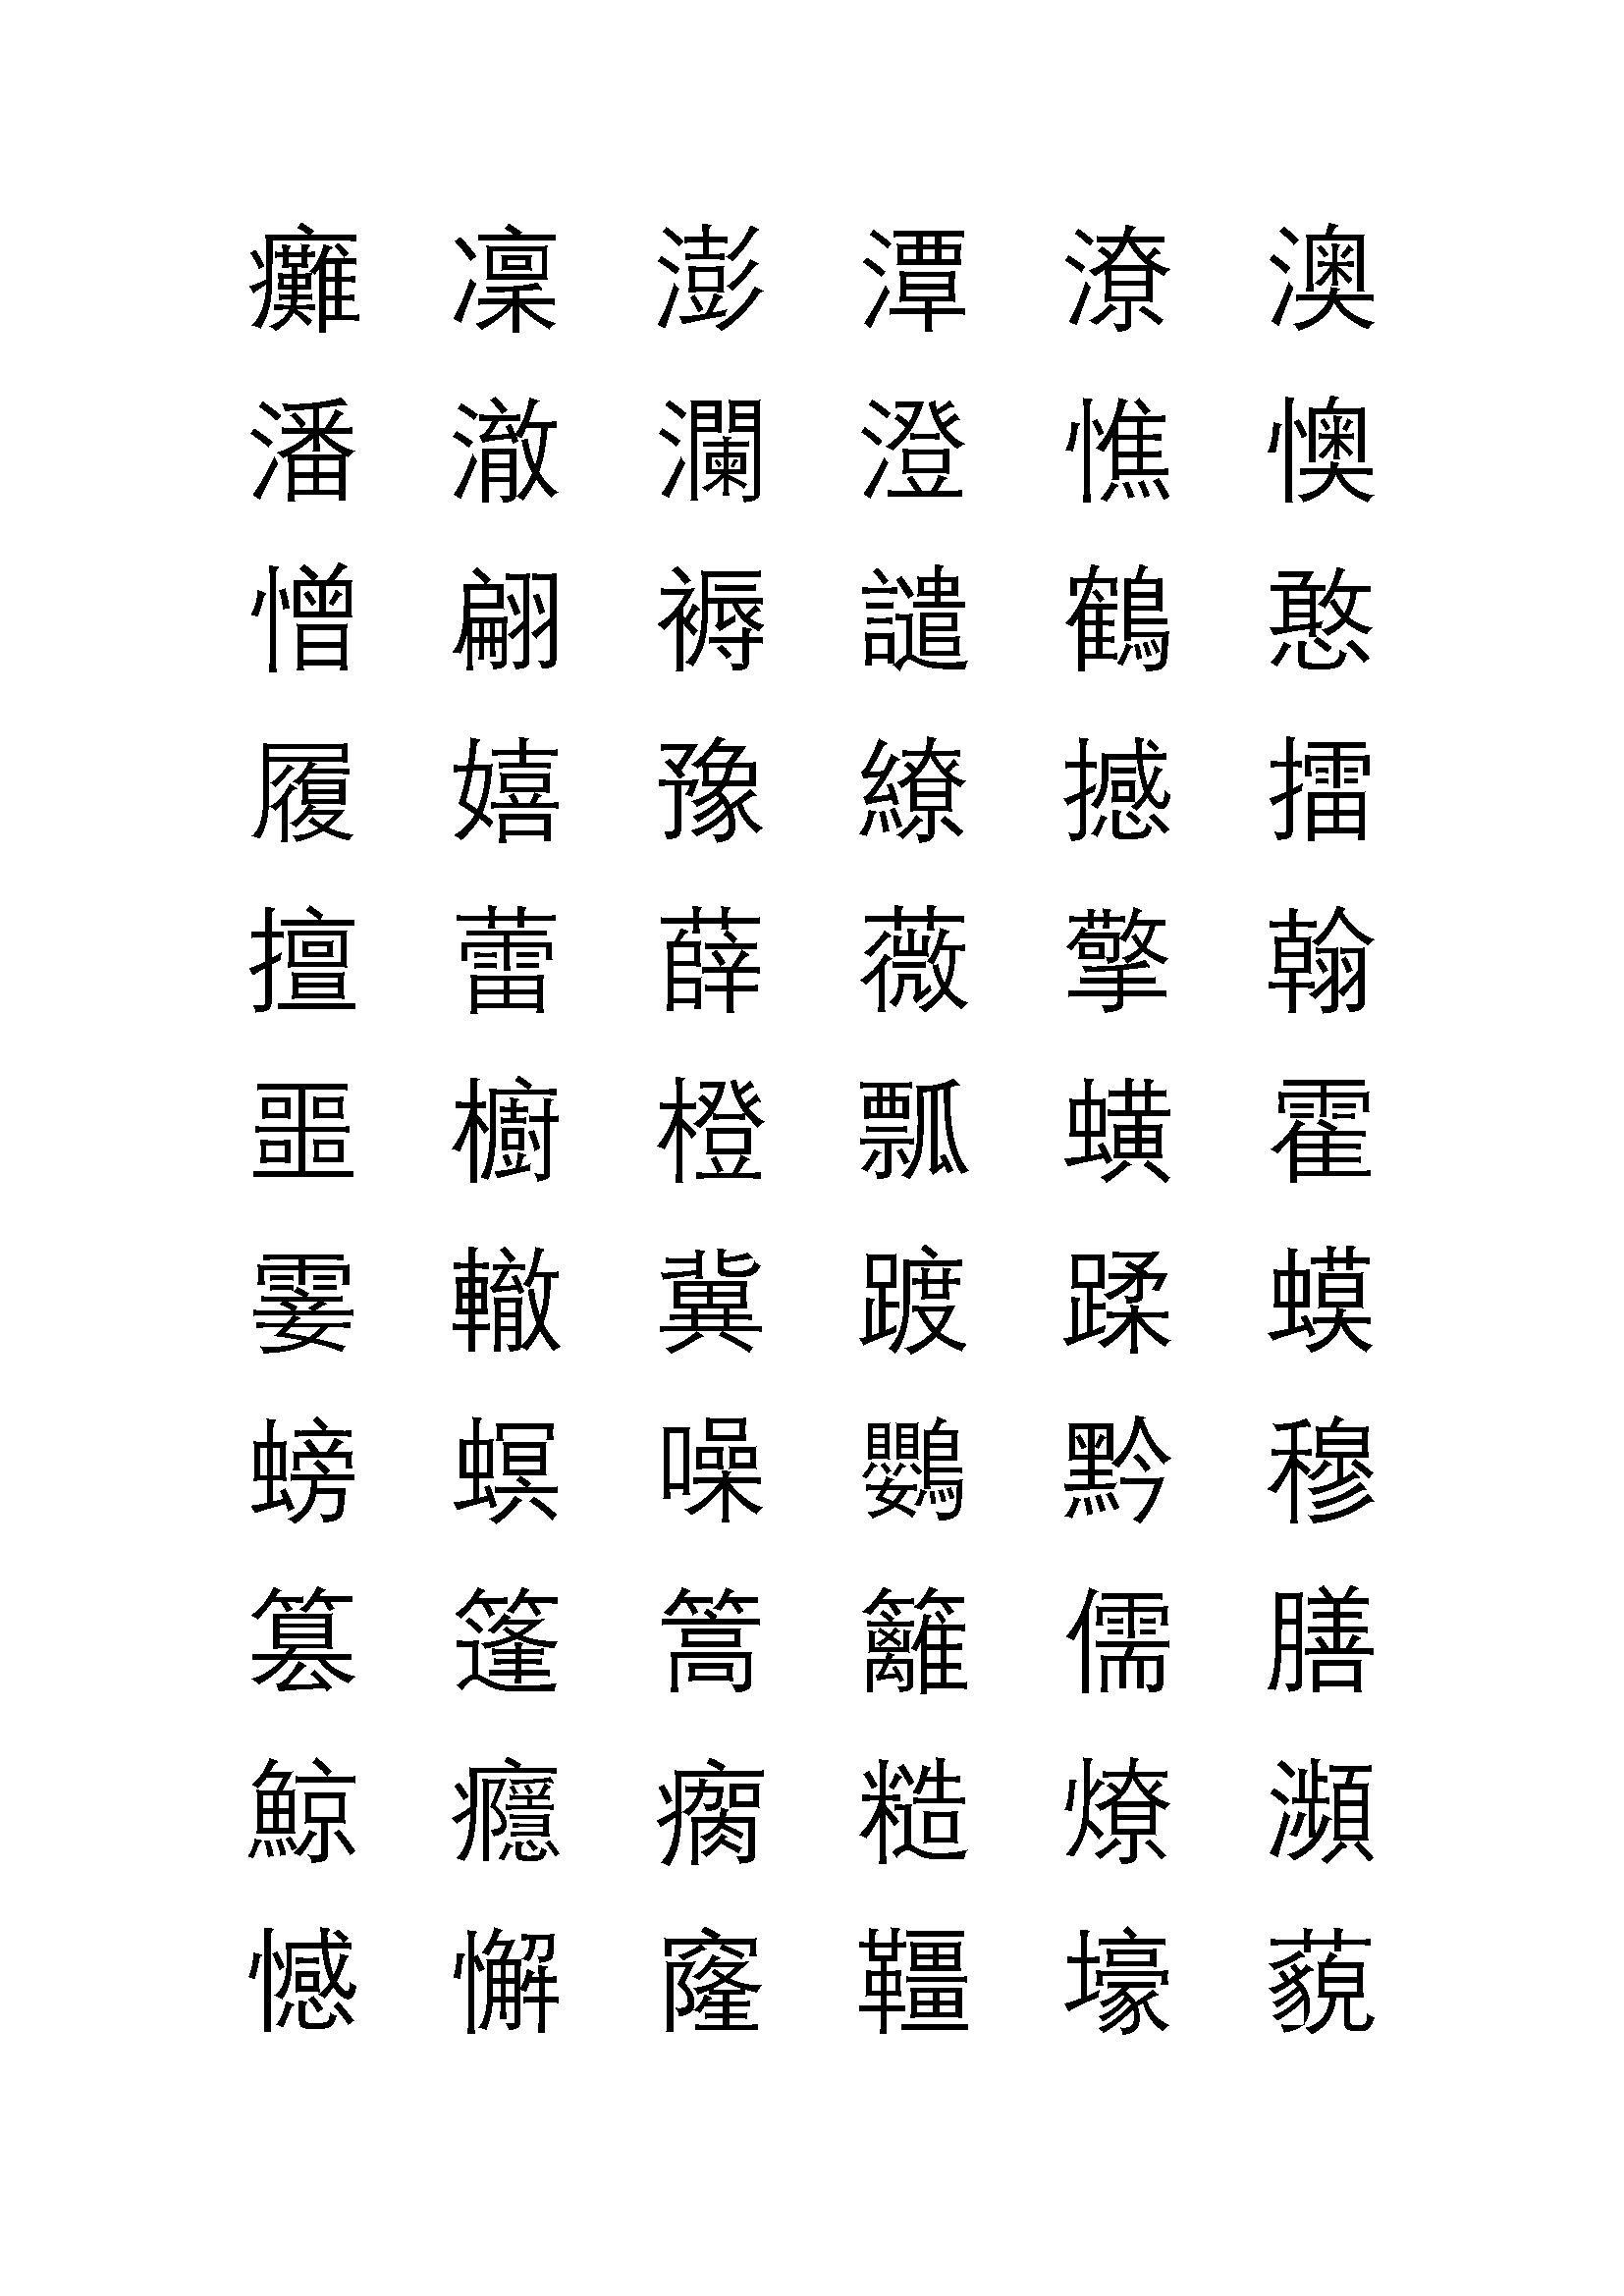 癱 凜 澎 潭 潦 澳
潘 澈 瀾 澄 憔 懊
憎 翩 褥 譴 鶴 憨
履 嬉 豫 繚 撼 擂
擅 蕾 薛 薇 擎 翰
噩 櫥 橙 瓢 蟥 霍
霎 轍 冀 踱 蹂 蟆
螃 螟 噪 鸚 黔 穆
篡 篷 篙 籬 儒 膳
鯨 癮 瘸 糙 燎 瀕
憾 懈 窿 韁 壕 藐